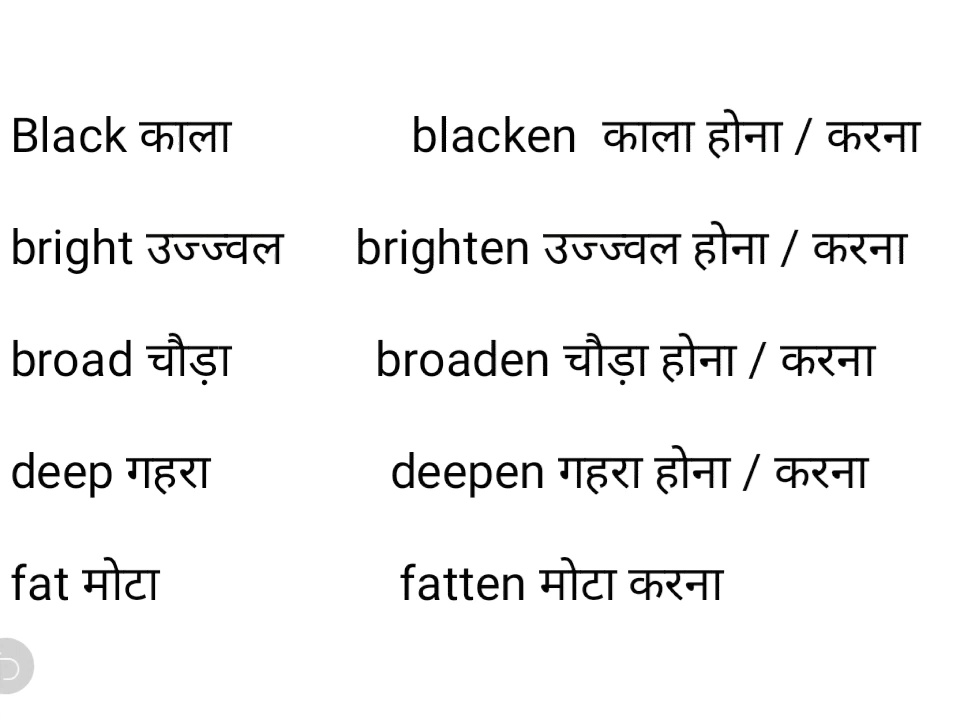 Black काला blacken काला होना / करना
bright उज्ज्वल brighten उज्ज्वल होना / करना
broad चौड़ा broaden चौड़ा होना / करना
deep गहरा deepen गहरा होना / करना
fat मोटा fatten मोटा करना